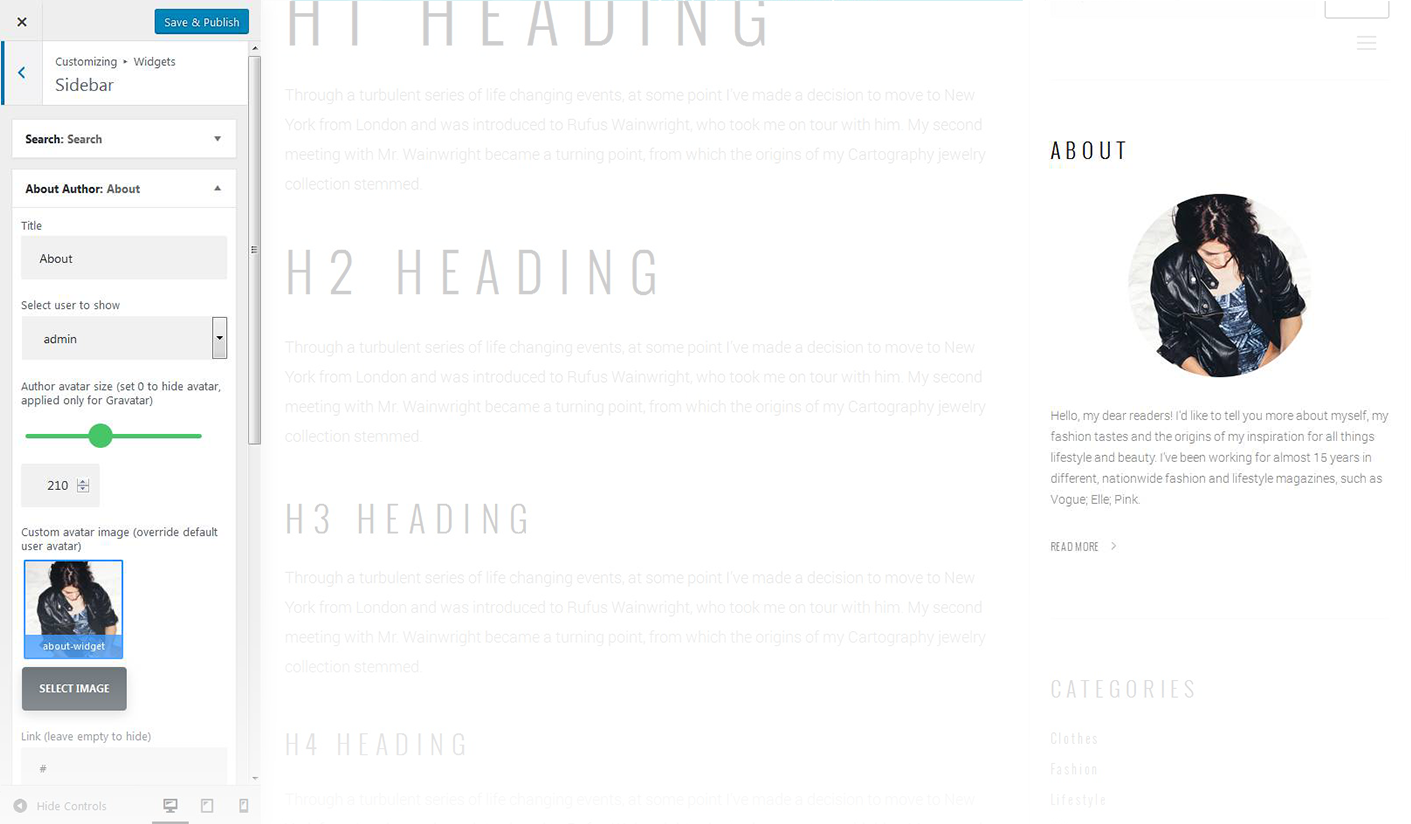 Save & Publish
Customizing ▸ Widgets
Sidebar
Search: Search
About Author: About
Title
About
Select user to show
admin
Author avatar size (set 0 to hide avatar,
applied only for Gravatar)
210
Custom avatar image (override default
user avatar)
about-widget
SELECT IMAGE
Link (leave empty to hide)
#
Hide Controls
H1 HEADING
Through a turbulent series of life changing events, at some point I've made a decision to move to New
York from London and was introduced to Rufus Wainwright, who took me on tour with him. My second
meeting with Mr. Wainwright became a turning point, from which the origins of my Cartography jewelry
collection stemmed.
H2 HEADING
Through a turbulent series of life changing events, at some point I've made a decision to move to New
York from London and was introduced to Rufus Wainwright, who took me on tour with him. My second
meeting with Mr. Wainwright became a turning point, from which the origins of my Cartography jewelry
collection stemmed.
H3 HEADING
Through a turbulent series of life changing events, at some point I've made a decision to move to New
York from London and was introduced to Rufus Wainwright, who took me on tour with him. My second
meeting with Mr. Wainwright became a turning point, from which the origins of my Cartography jewelry
collection stemmed.
H4 HEADING
Through a turbulent series of life changing events, at some point I've made a decision to move to New
ABOUT
Hello, my dear readers! I'd like to tell you more about myself, my
fashion tastes and the origins of my inspiration for all things
lifestyle and beauty. I've been working for almost 15 years in
different, nationwide fashion and lifestyle magazines, such as
Vogue; Elle; Pink.
READ MORE
CATEGORIES
Clothes
Fashion
Lifestyle